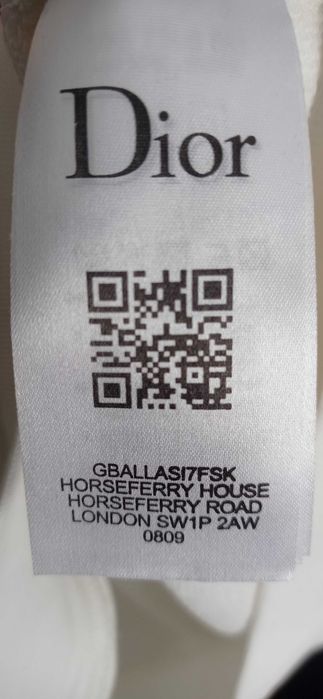 Dior
GBALLASI7FSK
HORSEFERRY HOUSE
HORSEFERRY ROAD
LONDON SW1P 2AW
0809